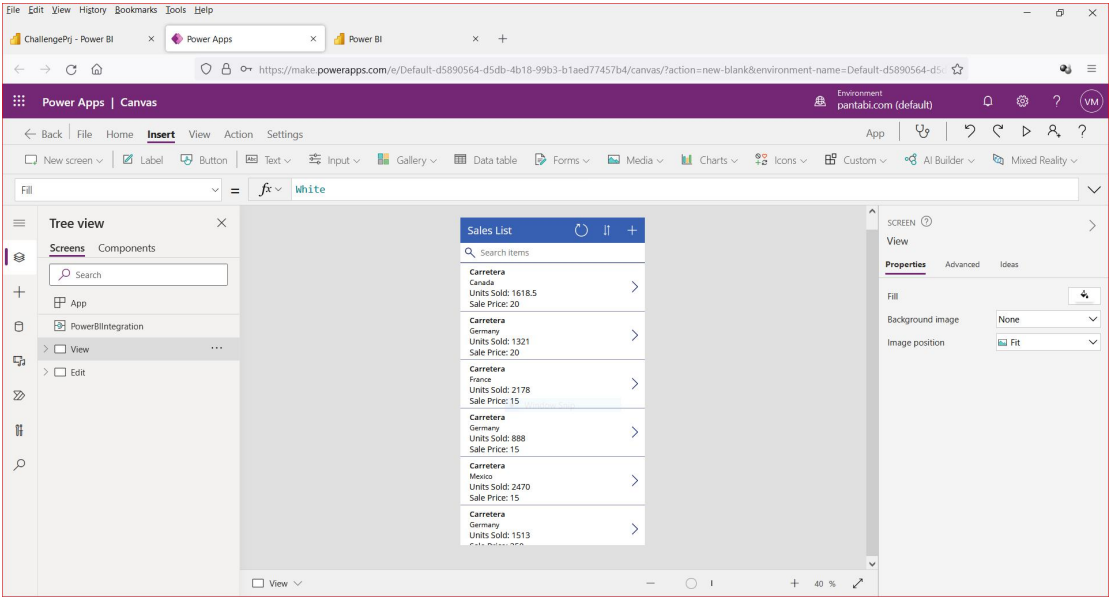 File Edit View History Bookmarks Tools Help
ChallengePrj - Power BI × Power Apps × Power BI × +
https://make.powerapps.com/e/Default-d5890564-d5db-4b18-99b3-b1aed77457b4/canvas/?action=new-blank&environment-name=Default-d5890564-d5
Power Apps | Canvas
Environment
pantabi.com (default)
? VM
Back File Home Insert View Action Settings App ?
New screen Label Button Text Input Gallery Data table Forms Media Charts Icons Custom AI Builder Mixed Reality
Fill = fx White
Tree view
Screens Components
Search
App
PowerBIIntegration
View ...
Edit
Sales List
Search items
Carretera
Canada
Units Sold: 1618.5
Sale Price: 20
Carretera
Germany
Units Sold: 1321
Sale Price: 20
Carretera
France
Units Sold: 2178
Sale Price: 15
Carretera
Germany
Units Sold: 888
Sale Price: 15
Carretera
Mexico
Units Sold: 2470
Sale Price: 15
Carretera
Germany
Units Sold: 1513
Sale Price: 350
SCREEN ?
View
Properties Advanced Ideas
Fill
Background image None
Image position Fit
View
− + 40 %